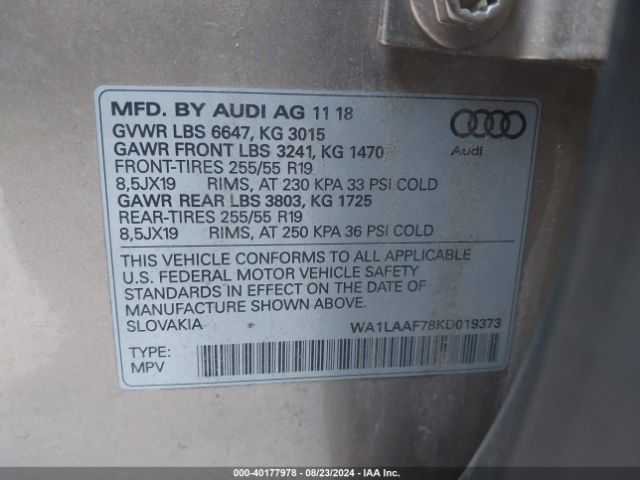 MFD. BY AUDI AG 11 18
GVWR LBS 6647, KG 3015
GAWR FRONT LBS 3241, KG 1470
FRONT-TIRES 255/55 R19
8,5JX19 RIMS, AT 230 KPA 33 PSI COLD
GAWR REAR LBS 3803, KG 1725
REAR-TIRES 255/55 R19
8,5JX19 RIMS, AT 250 KPA 36 PSI COLD
Audi
THIS VEHICLE CONFORMS TO ALL APPLICABLE
U.S. FEDERAL MOTOR VEHICLE SAFETY
STANDARDS IN EFFECT ON THE DATE OF
MANUFACTURE SHOWN ABOVE.
SLOVAKIA WA1LAAF78KD019373
TYPE:
MPV
000-40177978 - 08/23/2024 - IAA Inc.